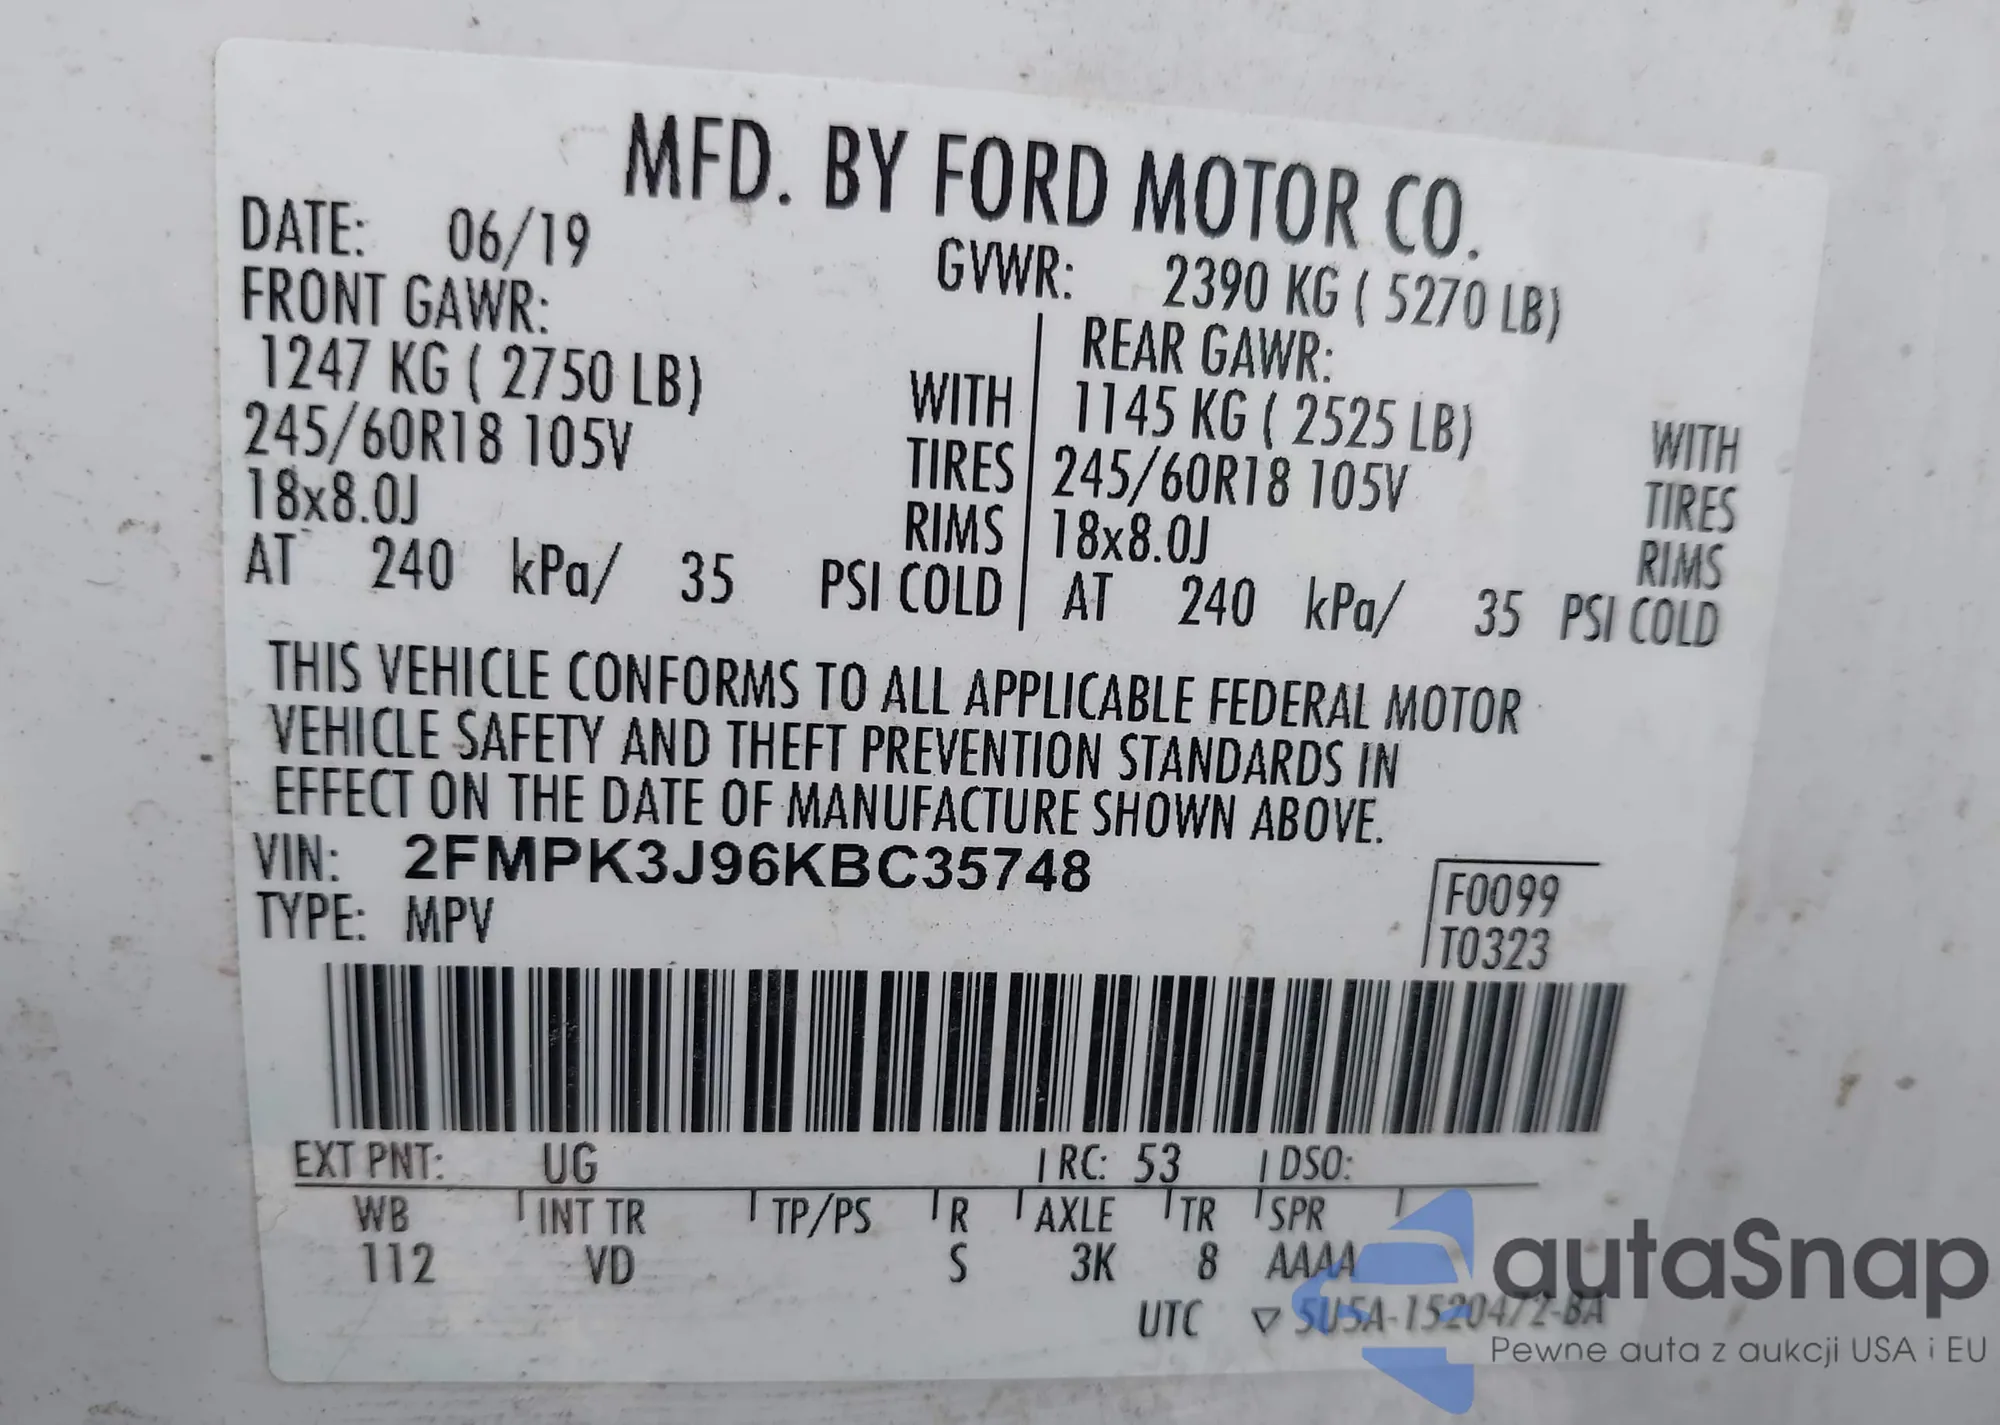 MFD. BY FORD MOTOR CO.
DATE: 06/19 GVWR: 2390 KG ( 5270 LB)
FRONT GAWR: REAR GAWR:
1247 KG ( 2750 LB) WITH 1145 KG ( 2525 LB) WITH
245/60R18 105V TIRES 245/60R18 105V TIRES
18x8.0J RIMS 18x8.0J RIMS
AT 240 kPa/ 35 PSI COLD AT 240 kPa/ 35 PSI COLD
THIS VEHICLE CONFORMS TO ALL APPLICABLE FEDERAL MOTOR
VEHICLE SAFETY AND THEFT PREVENTION STANDARDS IN
EFFECT ON THE DATE OF MANUFACTURE SHOWN ABOVE.
VIN: 2FMPK3J96KBC35748
TYPE: MPV
F0099
T0323
EXT PNT: UG RC: 53 DSO:
WB INT TR TP/PS R AXLE TR SPR
112 VD S 3K 8 AAAA
UTC ▽ 5U5A-1520472-BA
autaSnap
Pewne auta z aukcji USA i EU